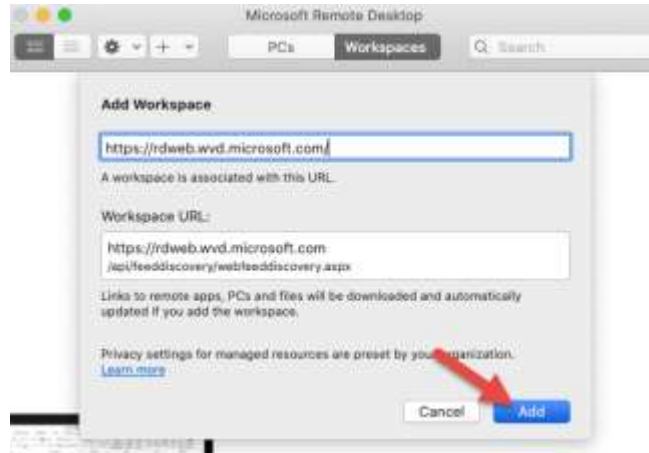 Microsoft Remote Desktop
PCs Workspaces Search
Add Workspace
https://rdweb.wvd.microsoft.com/
A workspace is associated with this URL.
Workspace URL:
https://rdweb.wvd.microsoft.com
/api/feeddiscovery/webfeeddiscovery.aspx
Links to remote apps, PCs and files will be downloaded and automatically
updated if you add the workspace.
Privacy settings for managed resources are preset by your organization.
Learn more
Cancel Add